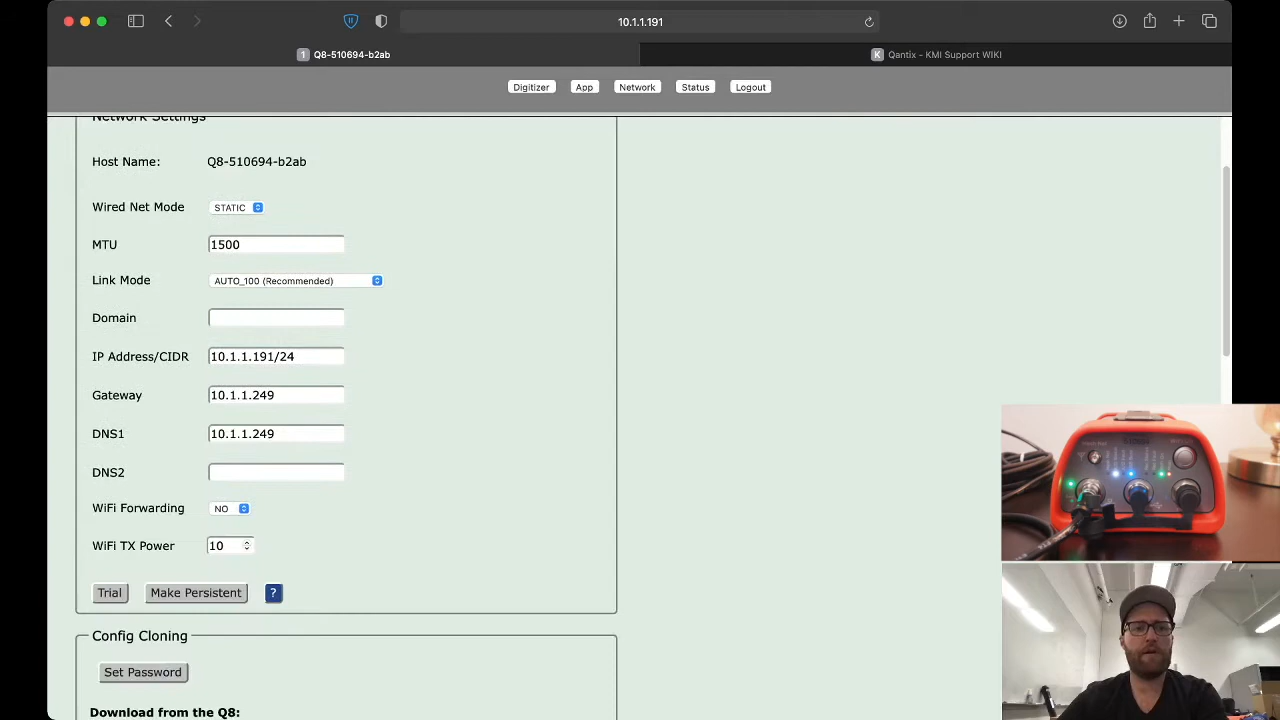 10.1.1.191
1 Q8-510694-b2ab
K Qantix - KMI Support WIKI
Digitizer App Network Status Logout
Network Settings
Host Name: Q8-510694-b2ab
Wired Net Mode STATIC
MTU 1500
Link Mode AUTO_100 (Recommended)
Domain
IP Address/CIDR 10.1.1.191/24
Gateway 10.1.1.249
DNS1 10.1.1.249
DNS2
WiFi Forwarding NO
WiFi TX Power 10
Trial Make Persistent ?
Config Cloning
Set Password
Download from the Q8: